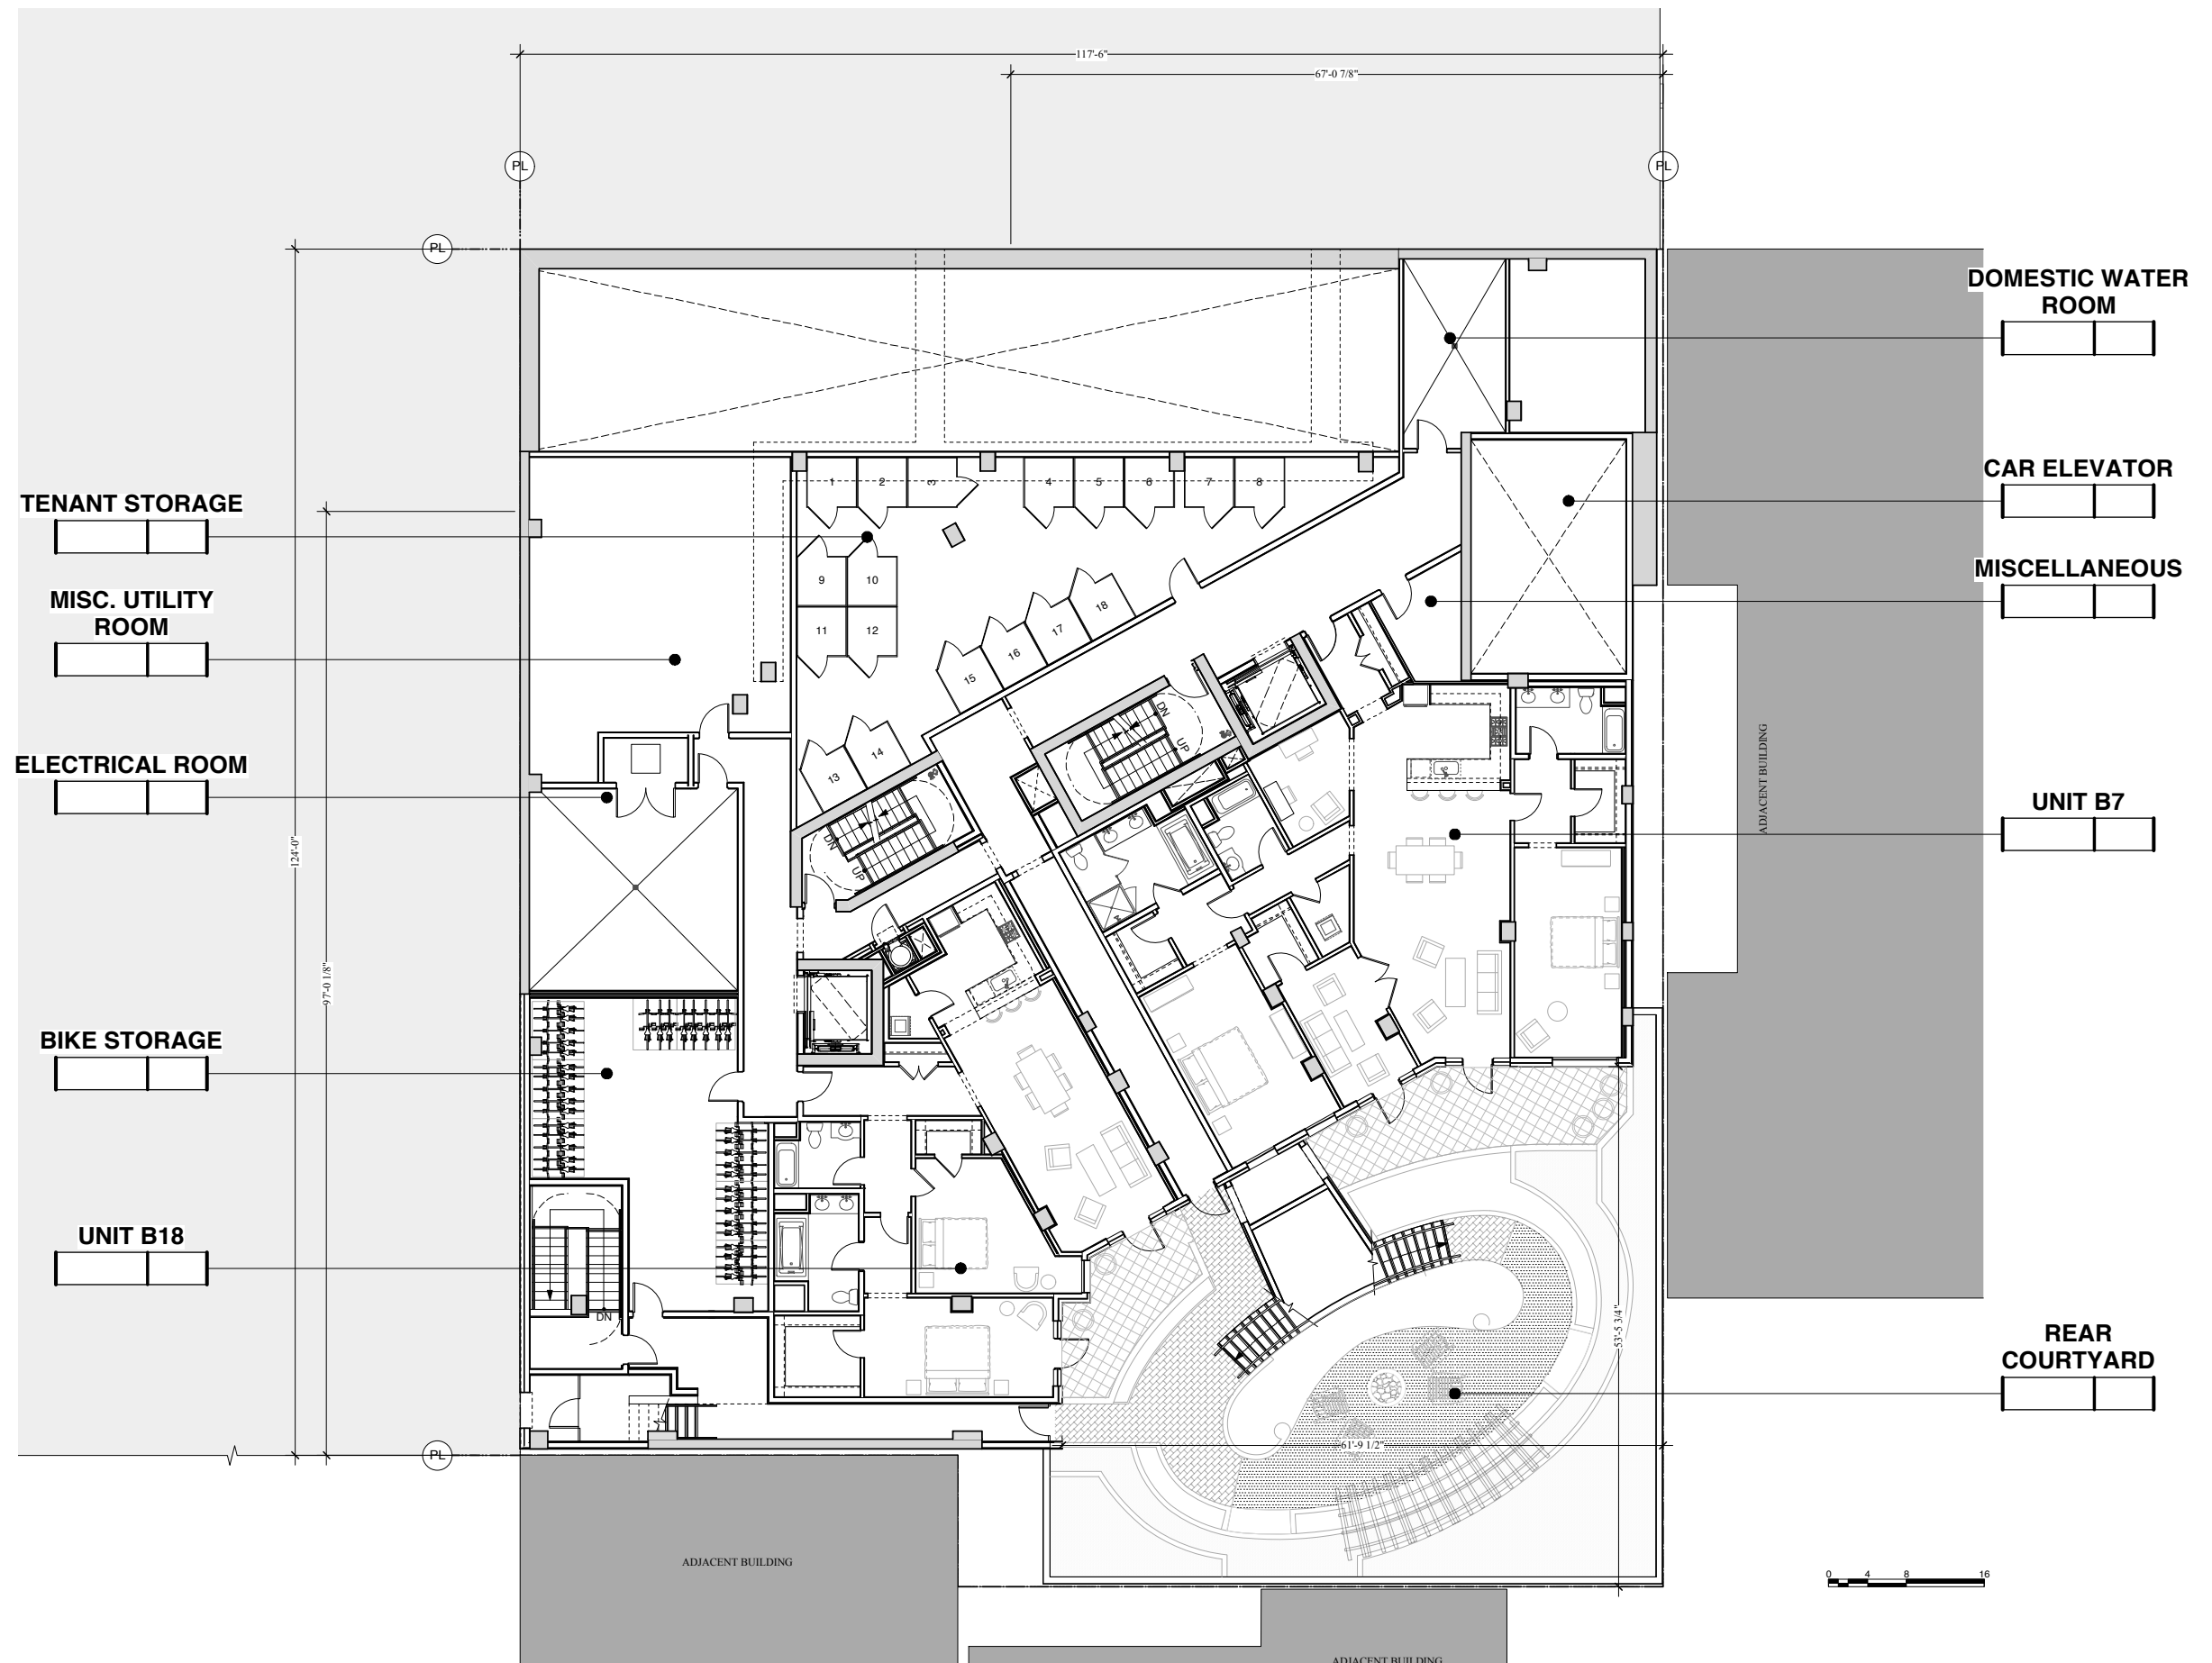 117'-6"
67'-0 7/8"
PL
PL
PL
DOMESTIC WATER
ROOM
CAR ELEVATOR
TENANT STORAGE
1
2
3
4
5
6
7
8
MISCELLANEOUS
9
10
11
12
MISC. UTILITY
ROOM
18
17
16
15
DN
UP
14
13
ADJACENT BUILDING
ELECTRICAL ROOM
UNIT B7
124'-0"
DN
UP
97'-0 1/8"
BIKE STORAGE
UNIT B18
DN
53'-5 3/4"
REAR
COURTYARD
61'-9 1/2"
PL
ADJACENT BUILDING
0 4 8 16
ADJACENT BUILDING